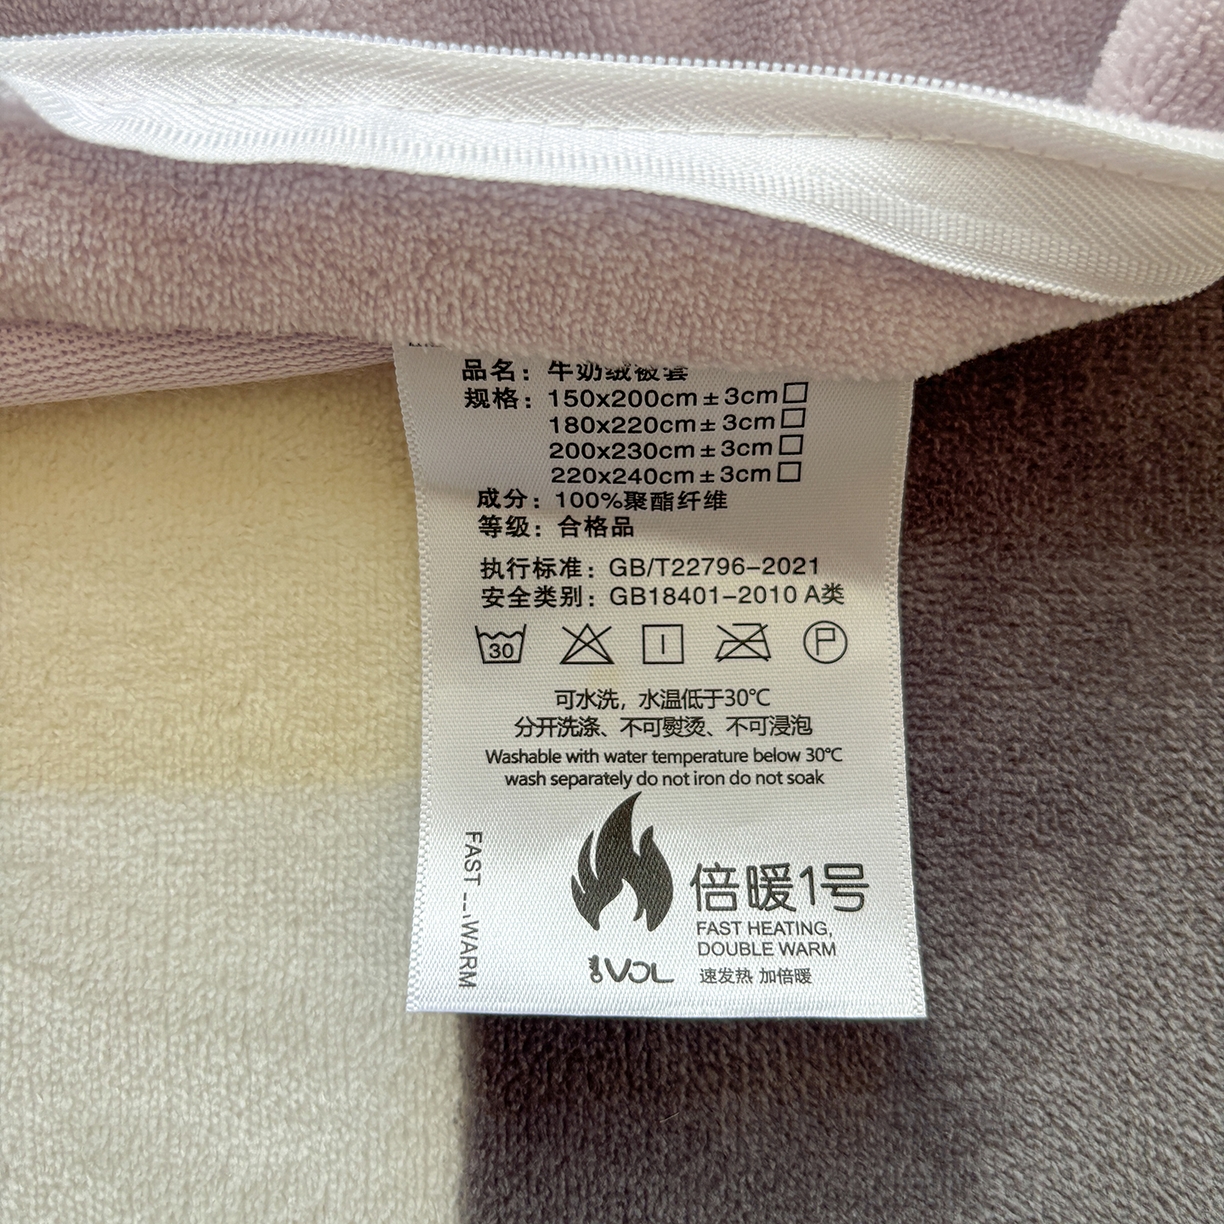 品名：牛奶绒被套
规格：150x200cm±3cm□
180x220cm±3cm□
200x230cm±3cm□
220x240cm±3cm□
成分：100%聚酯纤维
等级：合格品
执行标准：GB/T22796-2021
安全类别：GB18401-2010 A类
30
P
可水洗，水温低于30℃
分开洗涤、不可熨烫、不可浸泡
Washable with water temperature below 30℃
wash separately do not iron do not soak
FAST
WARM
倍暖1号
FAST HEATING,
DOUBLE WARM
VOL
速发热 加倍暖